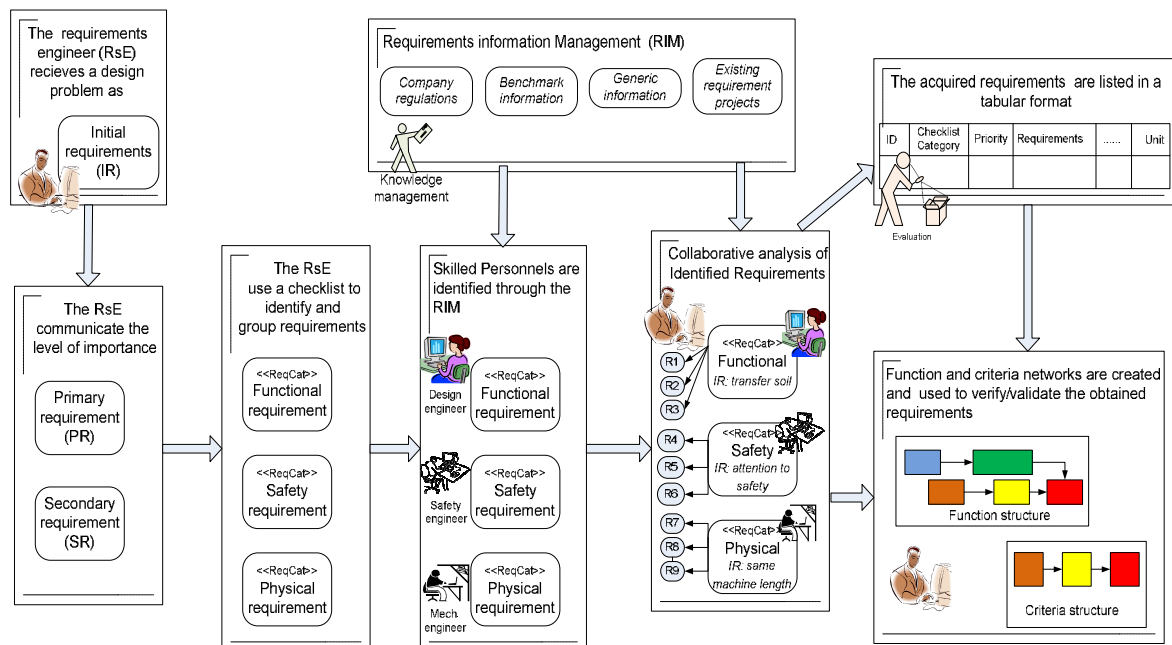 The requirements
engineer (RsE)
recieves a design
problem as
Initial
requirements
(IR)
The RsE
communicate the
level of importance
Primary
requirement
(PR)
Secondary
requirement
(SR)
The RsE
use a checklist to
identify and
group requirements
<<ReqCat>>
Functional
requirement
<<ReqCat>>
Safety
requirement
<<ReqCat>>
Physical
requirement
Requirements information Management (RIM)
Company
regulations
Benchmark
information
Generic
information
Existing
requirement
projects
Knowledge
management
Skilled Personnels are
identified through the
RIM
Design
engineer
<<ReqCat>>
Functional
requirement
Safety
engineer
<<ReqCat>>
Safety
requirement
Mech.
engineer
<<ReqCat>>
Physical
requirement
Collaborative analysis of
Identified Requirements
<<ReqCat>>
Functional
IR: transfer soil
R1
R2
R3
<<ReqCat>>
Safety
IR: attention to
safety
R4
R5
R6
<<ReqCat>>
Physical
IR: same
machine length
R7
R8
R9
The acquired requirements are listed in a
tabular format
ID Checklist Category Priority Requirements ...... Unit
Evaluation
Function and criteria networks are created
and used to verify/validate the obtained
requirements
Function structure
Criteria structure